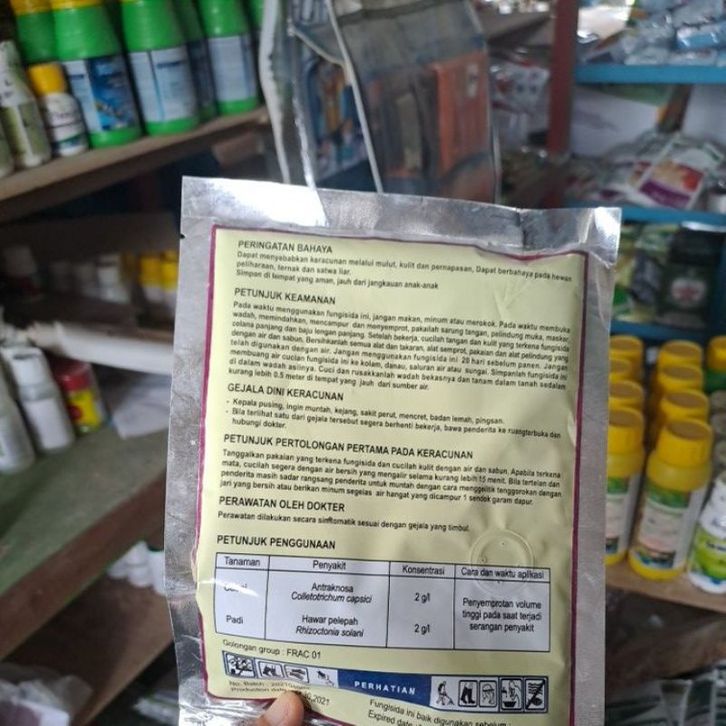 PERINGATAN BAHAYA
Dapat menyebabkan keracunan melalui mulut, kulit dan pernapasan, Dapat berbahaya pada hewan
peliharaan, ternak dan satwa liar.
Simpan di tempat yang aman, jauh dari jangkauan anak-anak
PETUNJUK KEAMANAN
Pada waktu menggunakan fungisida ini, jangan makan, minum atau merokok. Pada waktu membuka
wadah, memindahkan, mencampur dan menyemprot, pakailah sarung tangan, pelindung muka, masker,
celana panjang dan baju longan panjang. Setelah bekerja, cucilah tangan dan kulit yang terkena fungisida
dengan air dan sabun. Bersihkanlah semua alat dan takaran, alat semprot, pakaian dan alat pelindung yang
telah digunakan dengan air. Jangan menggunakan fungisida ini 20 hari sebelum panen. Jangan
membuang air cucian fungisida ini ke kolam, danau, saluran air atau sungai. Simpanlah fungisida ini
di dalam wadah aslinya. Cuci dan rusakkanlah wadah bekasnya dan tanam dalam tanah sedalam
kurang lebih 0.5 meter di tempat yang jauh dari sumber air.
GEJALA DINI KERACUNAN
- Kepala pusing, ingin muntah, kejang, sakit perut, mencret, badan lemah, pingsan.
- Bila terlihat satu dari gejala tersebut segera berhenti bekerja, bawa penderita ke ruang terbuka dan
hubungi dokter.
PETUNJUK PERTOLONGAN PERTAMA PADA KERACUNAN
Tanggalkan pakaian yang terkena fungisida dan cucilah kulit dengan air dan sabun. Apabila terkena
mata, cucilah segera dengan air bersih yang mengalir selama kurang lebih 15 menit. Bila tertelan dan
penderita masih sadar rangsang penderita untuk muntah dengan cara menggelitik tenggorokan dengan
jari yang bersih atau berikan minum segelas air hangat yang dicampur 1 sendok garam dapur.
PERAWATAN OLEH DOKTER
Perawatan dilakukan secara simtomatik sesuai dengan gejala yang timbul.
PETUNJUK PENGGUNAAN
Tanaman Penyakit Konsentrasi Cara dan waktu aplikasi
Antraknosa
Colletotrichum capsici 2 g/l
Padi Hawar pelepah
Rhizoctonia solani 2 g/l
Penyemprotan volume
tinggi pada saat terjadi
serangan penyakit
Golongan group : FRAC 01
PERHATIAN
No. Batch :
Production date 2021
Fungisida ini baik digunakan sebelum :
Expired date